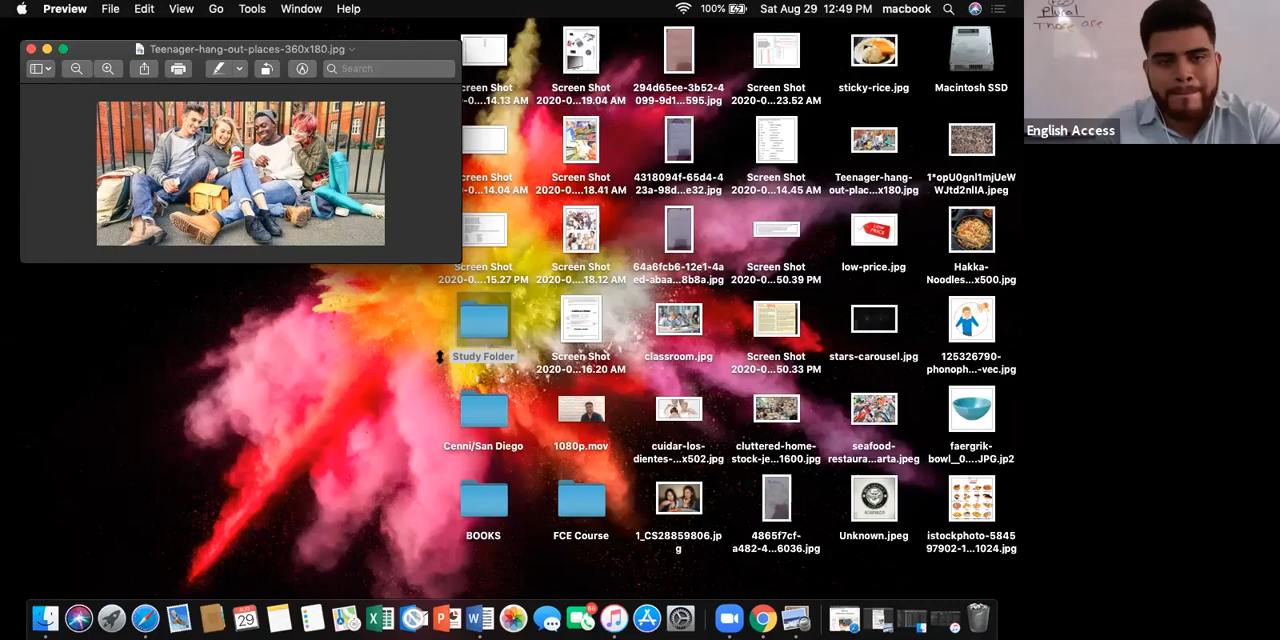 Preview File Edit View Go Tools Window Help 100% Sat Aug 29 12:49 PM macbook
Teenager-hang-out-places-360x180.jpg
Search
Plural
Those are
English Access
Screen Shot
2020-0...19.04 AM
294d65ee-3b52-4
099-9d1...595.jpg
Screen Shot
2020-0...23.52 AM
sticky-rice.jpg
Macintosh SSD
...14.13 AM
...14.04 AM
Screen Shot
2020-0...18.41 AM
4318094f-65d4-4
23a-98d...e32.jpg
Screen Shot
2020-0...14.45 AM
Teenager-hang-
out-plac...x180.jpg
1*opU0gnl1mjUeW
WJtd2nlIA.jpeg
Screen Shot
...15.27 PM
Screen Shot
2020-0...18.12 AM
64a6fcb6-12e1-4a
ed-abaa...8b8a.jpg
Screen Shot
2020-0...50.39 PM
LOW
PRICE
low-price.jpg
Hakka-
Noodles...x500.jpg
Study Folder
Screen Shot
2020-0...16.20 AM
classroom.jpg
Screen Shot
2020-0...50.33 PM
stars-carousel.jpg
125326790-
phonoph...-vec.jpg
Cenni/San Diego
1080p.mov
cuidar-los-
dientes-...x502.jpg
cluttered-home-
stock-je...1600.jpg
seafood-
restaura...arta.jpeg
faergrik-
bowl__0....JPG.jp2
BOOKS
FCE Course
1_CS28859806.jp
g
4865f7cf-
a482-4...6036.jpg
Unknown.jpeg
istockphoto-5845
97902-1...1024.jpg
AUG
29